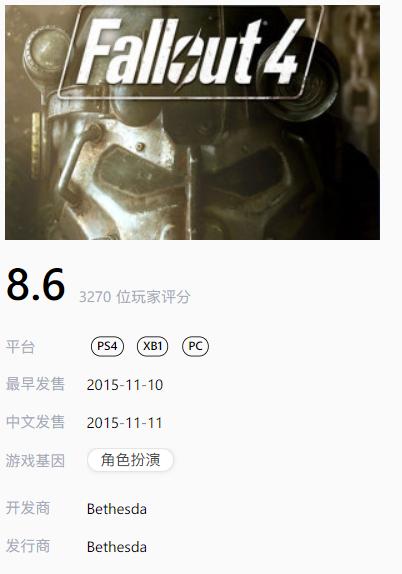 Fallout 4
8.6 3270 位玩家评分
平台 PS4 XB1 PC
最早发售 2015-11-10
中文发售 2015-11-11
游戏基因 角色扮演
开发商 Bethesda
发行商 Bethesda